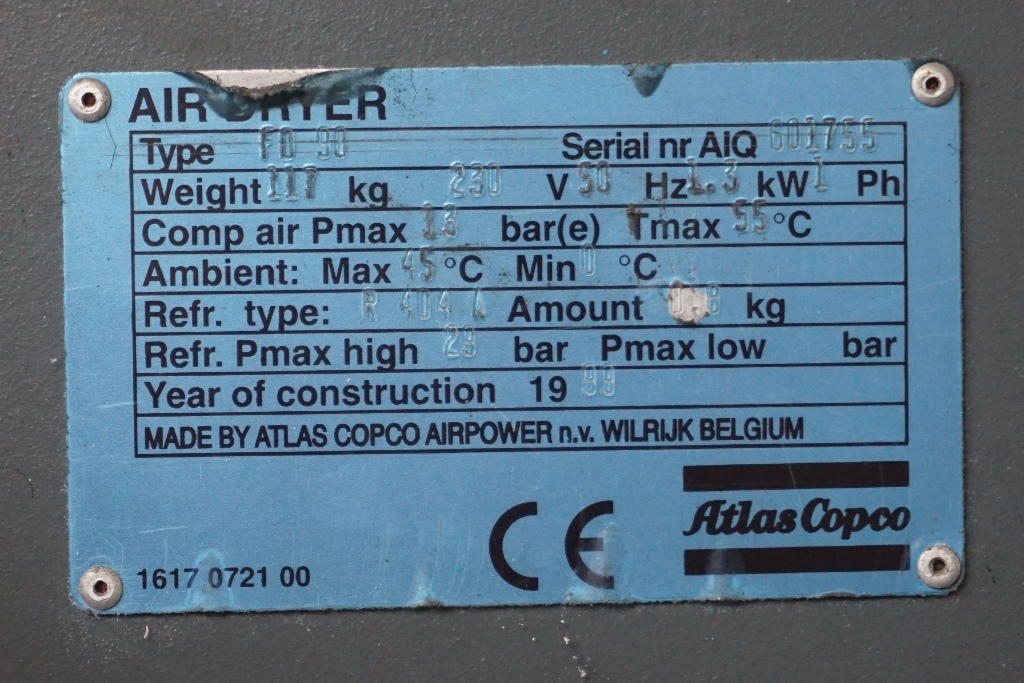 AIR DRYER
Type FD 90 Serial nr AIQ 601755
Weight 117 kg 230 V 50 Hz 1.3 kW 1 Ph
Comp air Pmax 13 bar(e) Tmax 55 °C
Ambient: Max 45 °C Min 0 °C
Refr. type: R 404 A Amount kg
Refr. Pmax high 29 bar Pmax low bar
Year of construction 19 99
MADE BY ATLAS COPCO AIRPOWER n.v. WILRIJK BELGIUM
CE
Atlas Copco
1617 0721 00